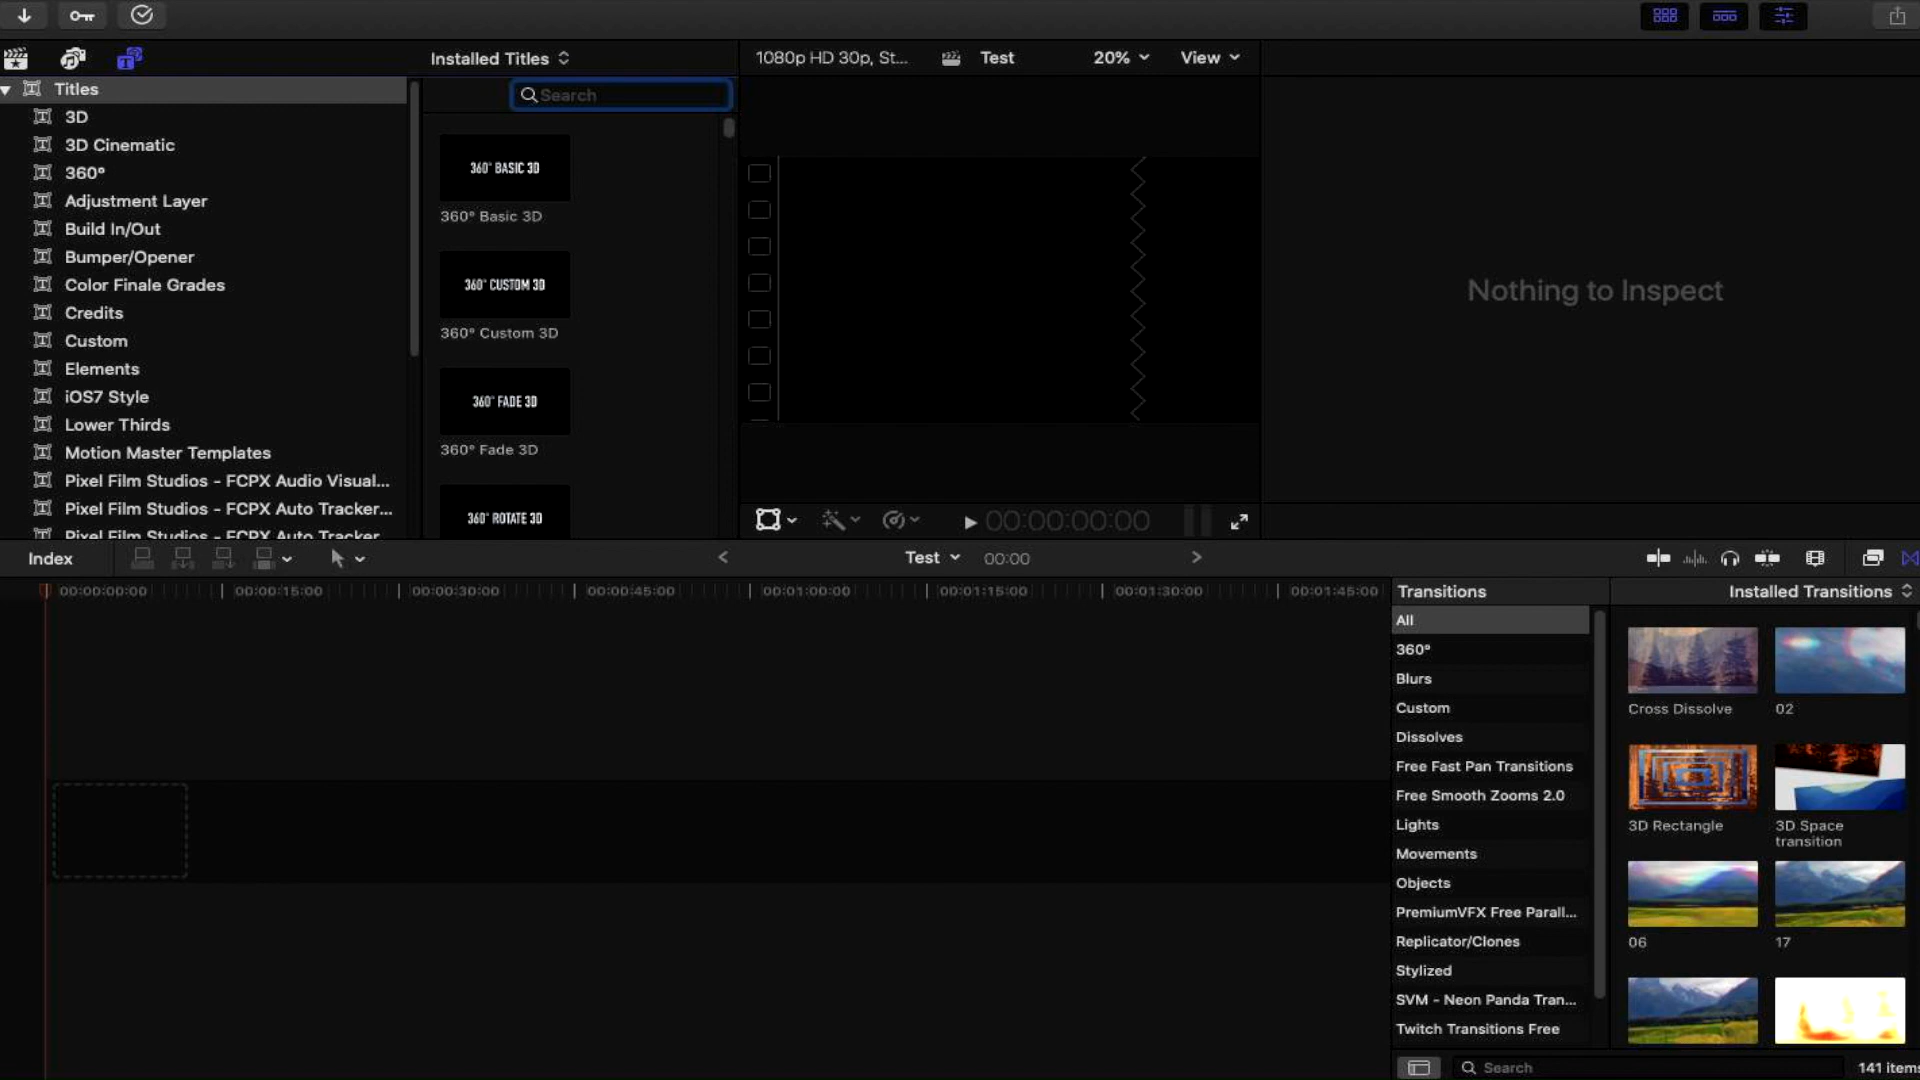 Installed Titles
1080p HD 30p, St...
Test
20%
View
Titles
Search
3D
3D Cinematic
360°
Adjustment Layer
Build In/Out
Bumper/Opener
Color Finale Grades
Credits
Custom
Elements
iOS7 Style
Lower Thirds
Motion Master Templates
Pixel Film Studios - FCPX Audio Visual...
Pixel Film Studios - FCPX Auto Tracker...
Pixel Film Studios - FCPX Auto Tracker
360° BASIC 3D
360° Basic 3D
360° CUSTOM 3D
360° Custom 3D
360° FADE 3D
360° Fade 3D
360° ROTATE 3D
Nothing to Inspect
00:00:00:00
Index
Test
00:00
00:00:00:00
00:00:15:00
00:00:30:00
00:00:45:00
00:01:00:00
00:01:15:00
00:01:30:00
00:01:45:00
Transitions
Installed Transitions
All
360°
Blurs
Custom
Dissolves
Free Fast Pan Transitions
Free Smooth Zooms 2.0
Lights
Movements
Objects
PremiumVFX Free Parall...
Replicator/Clones
Stylized
SVM - Neon Panda Tran...
Twitch Transitions Free
Cross Dissolve
02
3D Rectangle
3D Space
transition
06
17
Search
141 items